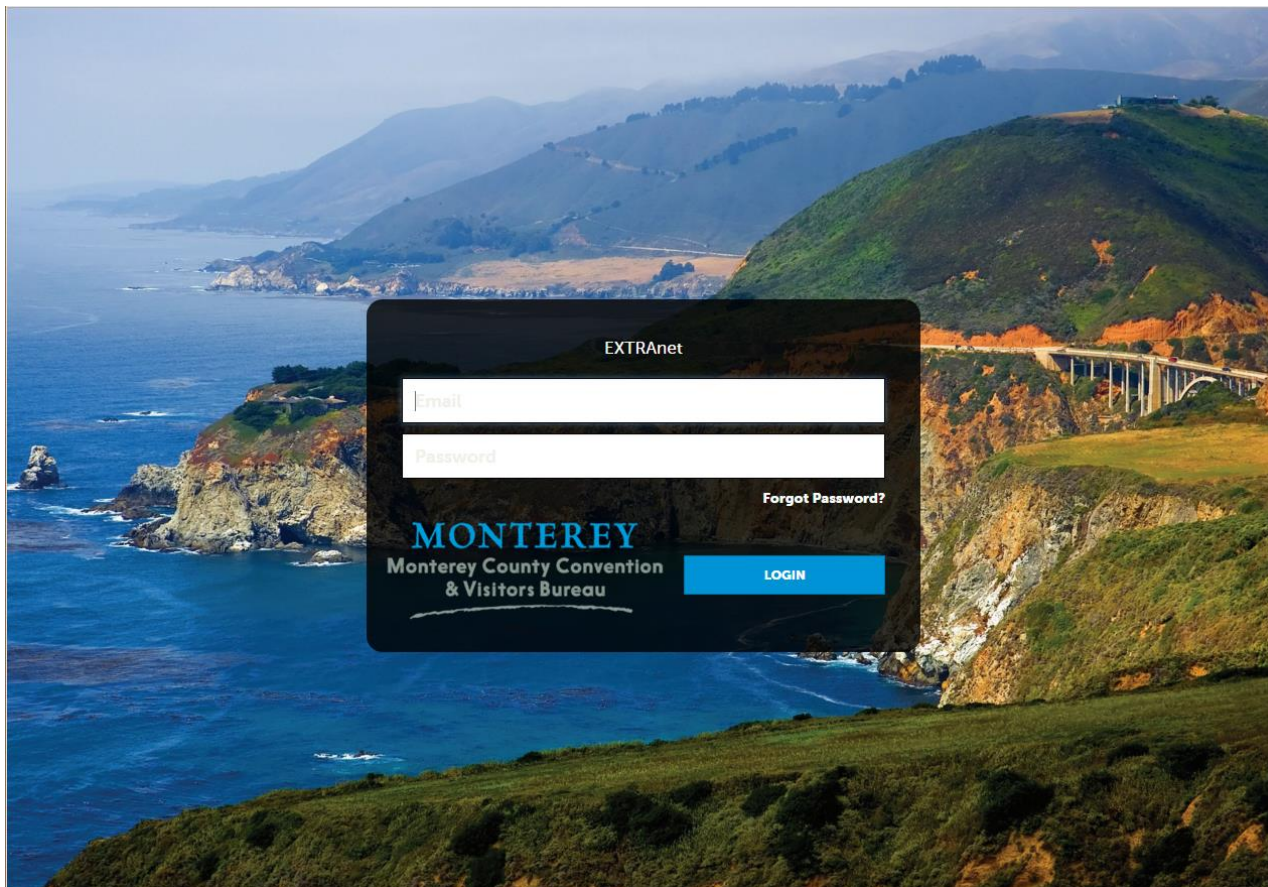 EXTRAnet
Email
Password
Forgot Password?
MONTEREY
Monterey County Convention
& Visitors Bureau
LOGIN